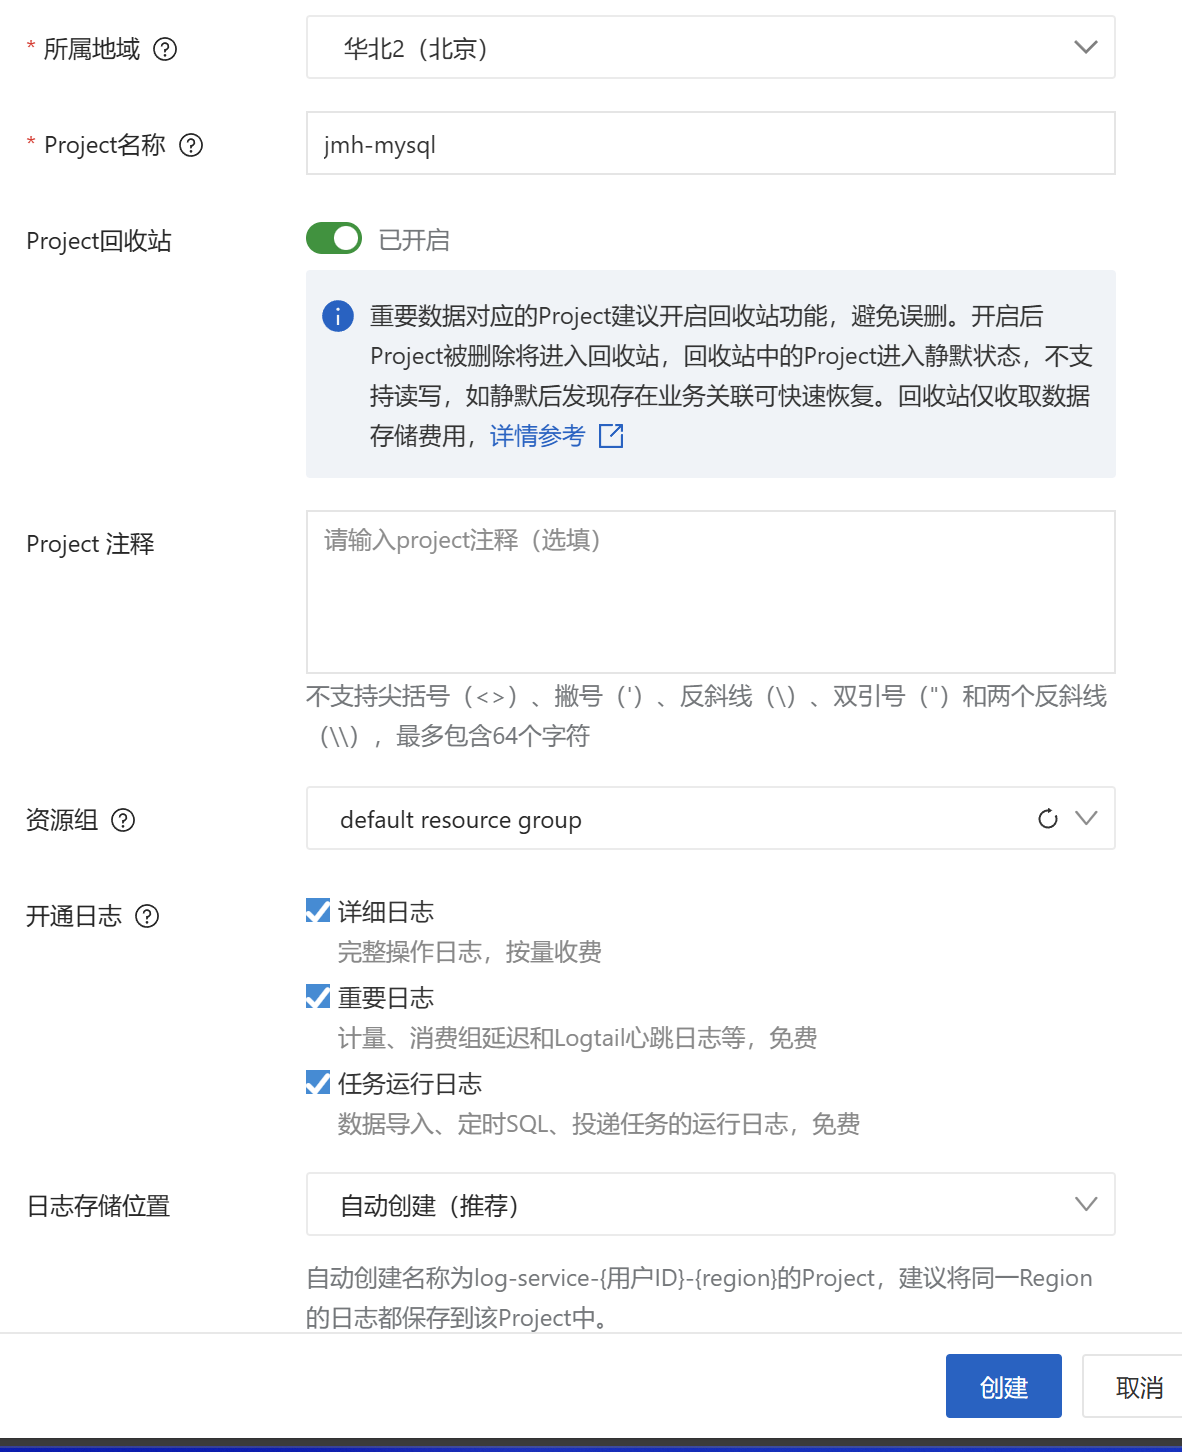 * 所属地域
华北2（北京）
* Project名称
jmh-mysql
Project回收站
已开启
重要数据对应的Project建议开启回收站功能，避免误删。开启后
Project被删除将进入回收站，回收站中的Project进入静默状态，不支
持读写，如静默后发现存在业务关联可快速恢复。回收站仅收取数据
存储费用，详情参考
Project 注释
请输入project注释（选填）
不支持尖括号（<>）、撇号（'）、反斜线（\）、双引号（"）和两个反斜线
（\\），最多包含64个字符
资源组
default resource group
开通日志
详细日志
完整操作日志，按量收费
重要日志
计量、消费组延迟和Logtail心跳日志等，免费
任务运行日志
数据导入、定时SQL、投递任务的运行日志，免费
日志存储位置
自动创建（推荐）
自动创建名称为log-service-{用户ID}-{region}的Project，建议将同一Region
的日志都保存到该Project中。
创建
取消